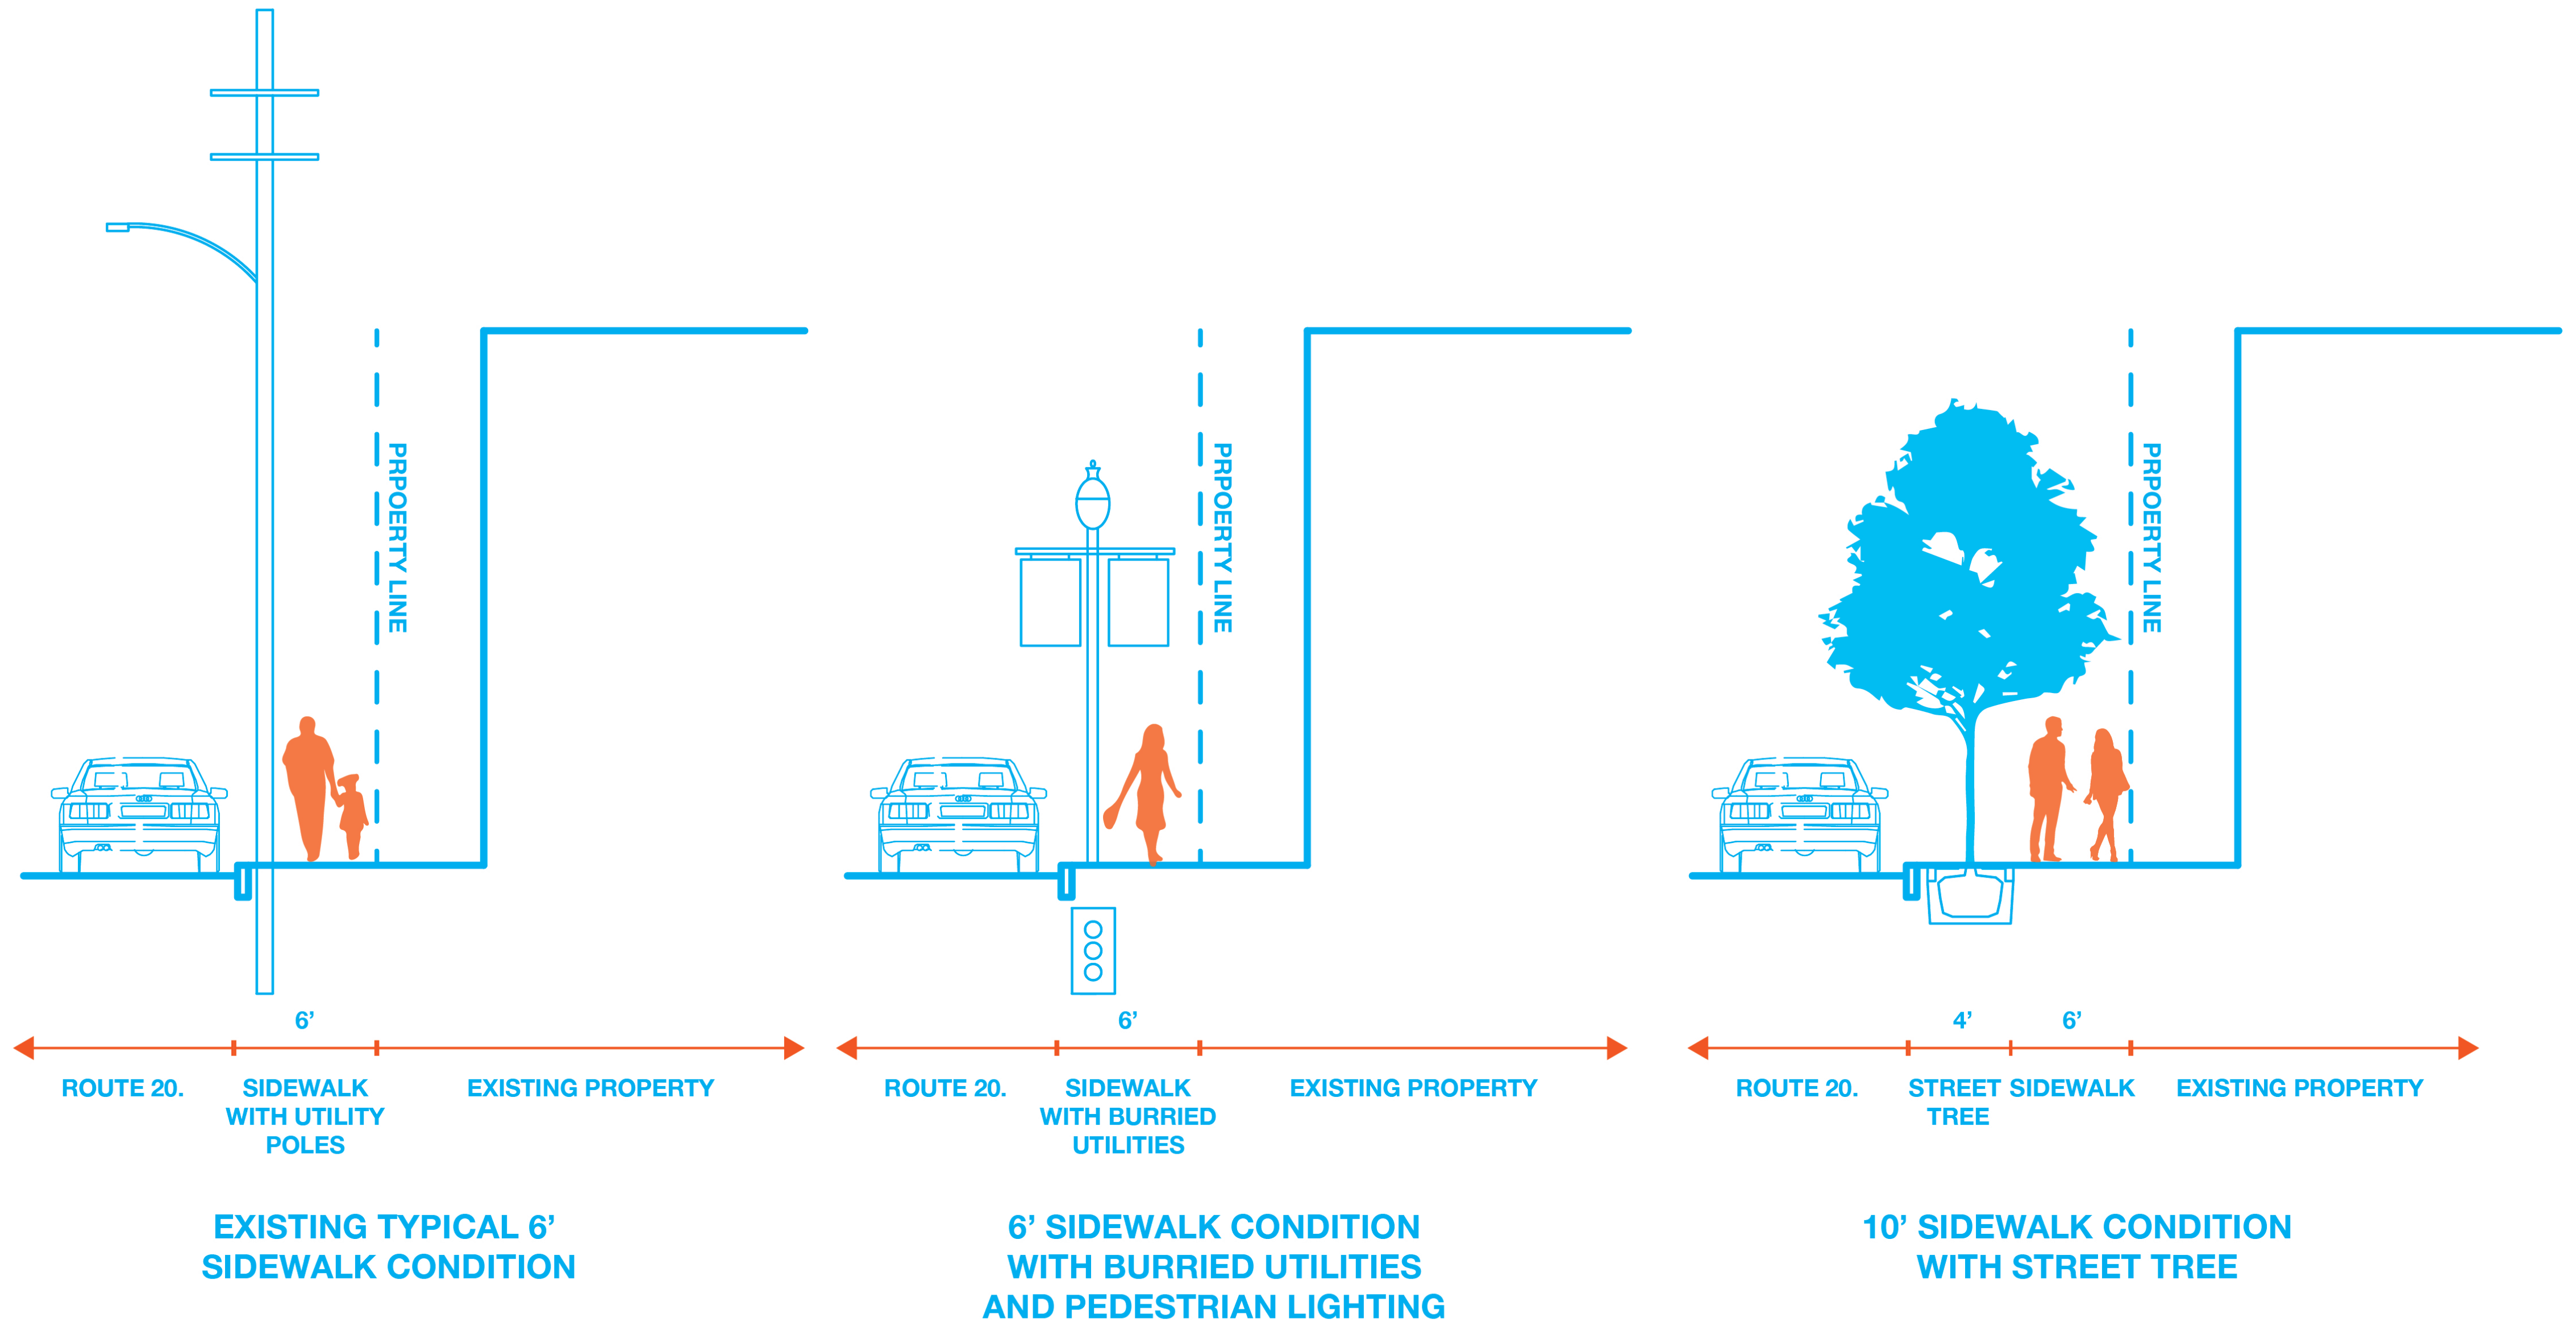 PRPOERTY LINE
6’
ROUTE 20.
SIDEWALK
WITH UTILITY
POLES
EXISTING PROPERTY
EXISTING TYPICAL 6’
SIDEWALK CONDITION
PRPOERTY LINE
6’
ROUTE 20.
SIDEWALK
WITH BURRIED
UTILITIES
EXISTING PROPERTY
6’ SIDEWALK CONDITION
WITH BURRIED UTILITIES
AND PEDESTRIAN LIGHTING
PRPOERTY LINE
4’
6’
ROUTE 20.
STREET
TREE
SIDEWALK
EXISTING PROPERTY
10’ SIDEWALK CONDITION
WITH STREET TREE